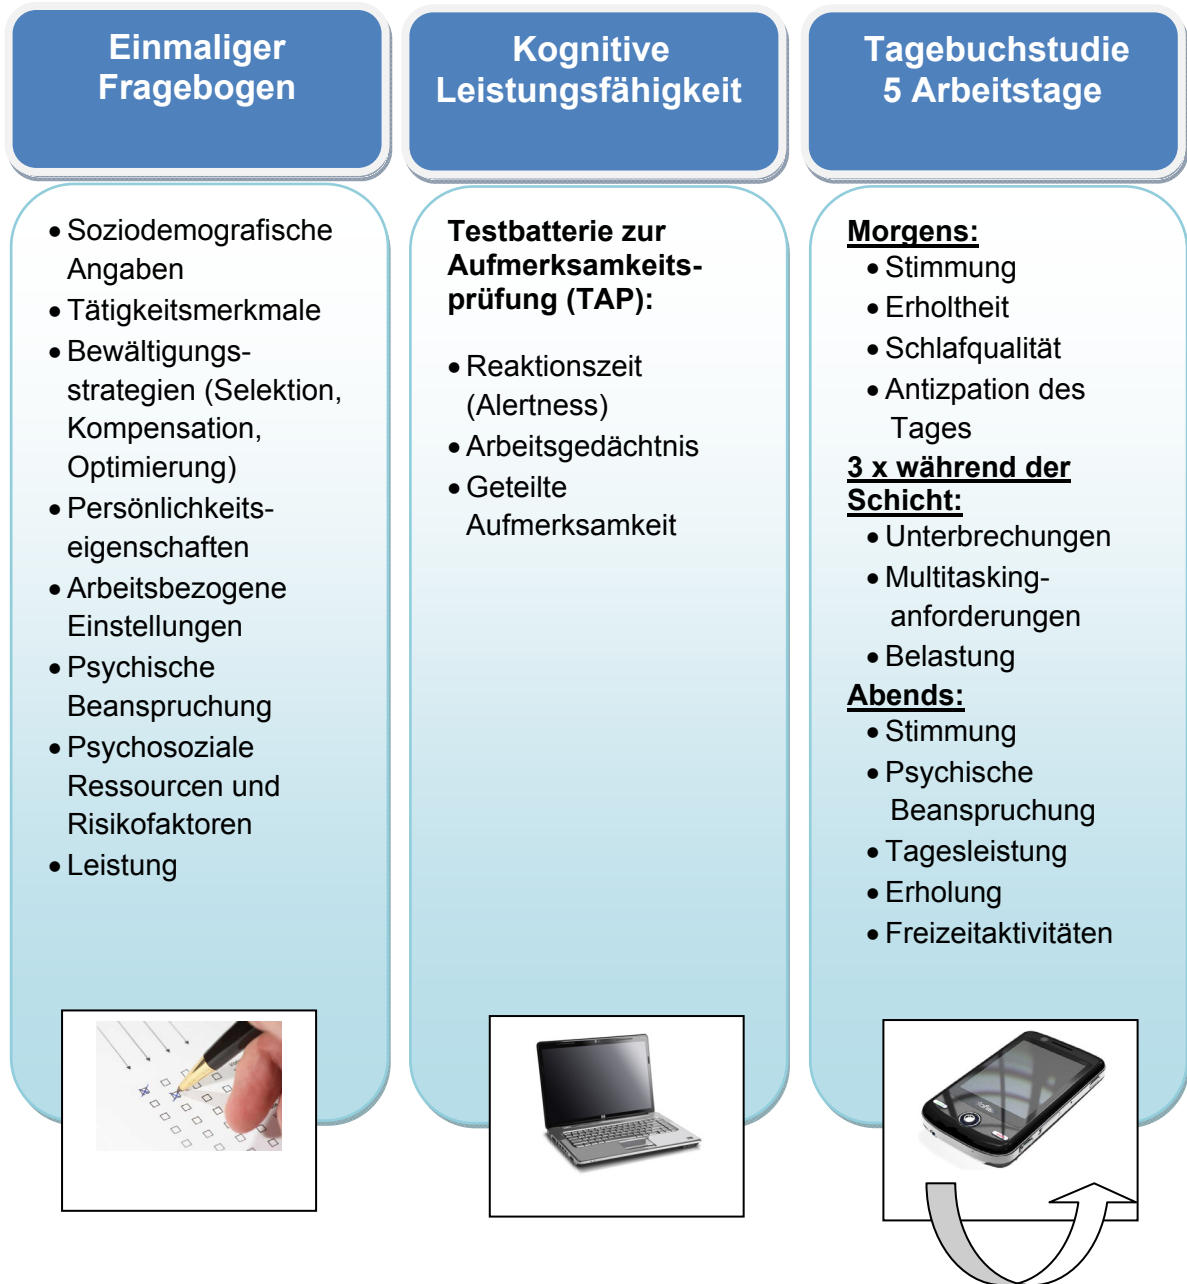 Einmaliger
Fragebogen
Kognitive
Leistungsfähigkeit
Tagebuchstudie
5 Arbeitstage
• Soziodemografische
Angaben
• Tätigkeitsmerkmale
• Bewältigungs-
strategien (Selektion,
Kompensation,
Optimierung)
• Persönlichkeits-
eigenschaften
• Arbeitsbezogene
Einstellungen
• Psychische
Beanspruchung
• Psychosoziale
Ressourcen und
Risikofaktoren
• Leistung
Testbatterie zur
Aufmerksamkeits-
prüfung (TAP):
• Reaktionszeit
(Alertness)
• Arbeitsgedächtnis
• Geteilte
Aufmerksamkeit
Morgens:
• Stimmung
• Erholtheit
• Schlafqualität
• Antizpation des
Tages
3 x während der
Schicht:
• Unterbrechungen
• Multitasking-
anforderungen
• Belastung
Abends:
• Stimmung
• Psychische
Beanspruchung
• Tagesleistung
• Erholung
• Freizeitaktivitäten